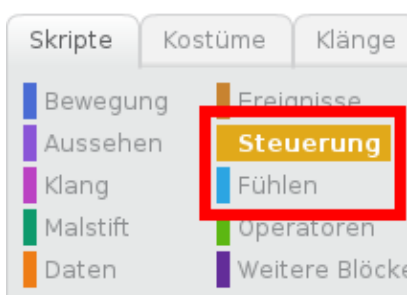 Skripte Kostüme Klänge
Bewegung Ereignisse
Aussehen Steuerung
Klang Fühlen
Malstift Operatoren
Daten Weitere Blöcke